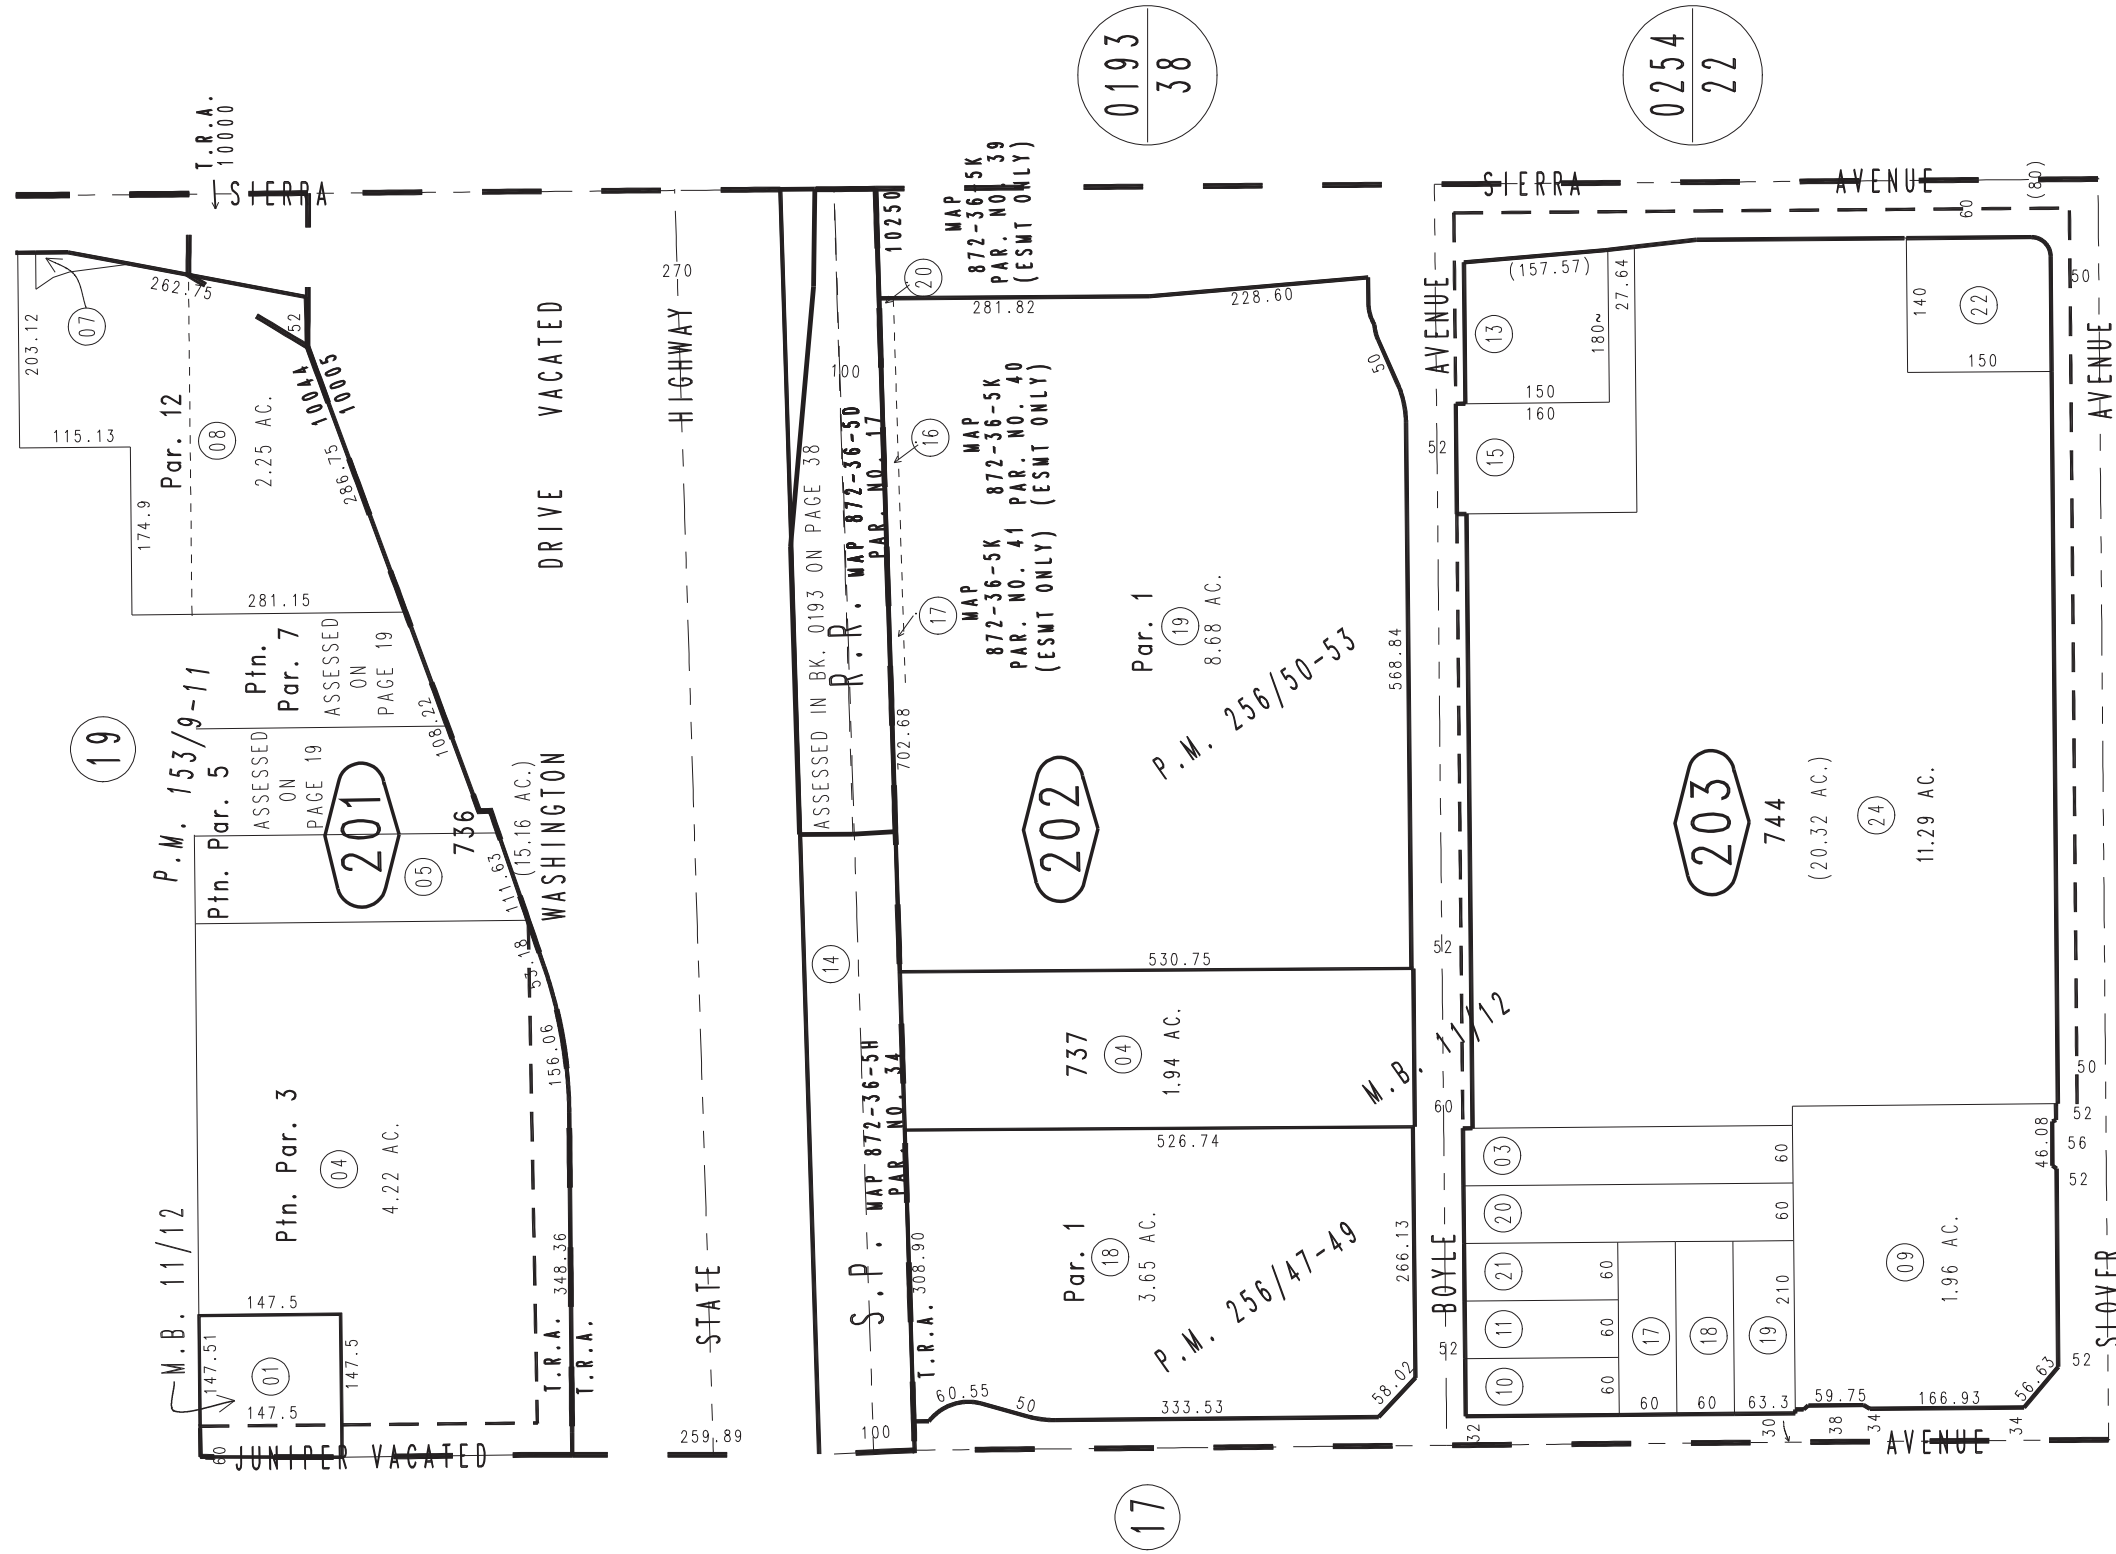 0193
38
0254
22
T.R.A.
10000
SIERRA
SIERRA
AVENUE
60
(80)
203.12
07
262.75
52
115.13
Par. 12
08
2.25 AC.
10044
10005
174.9
286.75
281.15
Ptn.
Par. 7
ASSESSED
ON
PAGE 19
108.22
19
P.M. 153/9-11
Ptn. Par. 5
ASSESSED
ON
PAGE 19
201
736
05
111.63
(15.16 AC.)
WASHINGTON
DRIVE
VACATED
53.18
156.06
Ptn. Par. 3
04
4.22 AC.
M.B. 11/12
147.5
147.51
01
147.5
147.5
348.36
T.R.A.
T.R.A.
60
JUNIPER VACATED
270
HIGHWAY
STATE
259.89
100
ASSESSED IN BK. 0193 ON PAGE 38
R.R.
MAP 872-36-5D
PAR. NO. 17
14
MAP 872-36-5H
PAR. NO. 34
S.P.
100
10250
20
MAP
872-36-5K
PAR. NO. 39
(ESMT ONLY)
16
MAP
872-36-5K
PAR. NO. 40
(ESMT ONLY)
17
MAP
872-36-5K
PAR. NO. 41
(ESMT ONLY)
281.82
228.60
50
Par. 1
19
8.68 AC.
P.M. 256/50-53
568.84
702.68
202
530.75
737
04
1.94 AC.
M.B. 11/12
526.74
308.90
Par. 1
18
3.65 AC.
P.M. 256/47-49
266.13
T.R.A.
60.55
50
333.53
58.02
17
AVENUE
BOYLE
52
52
60
52
(157.57)
27.64
13
180~
150
160
15
140
22
150
50
203
744
(20.32 AC.)
24
11.29 AC.
03
60
20
60
21
60
11
60
10
60
17
60
18
60
19
210
63.3
09
1.96 AC.
46.08
59.75
166.93
56.63
32
30
38
34
34
AVENUE
50
52
56
52
52
SLOVER
AVENUE